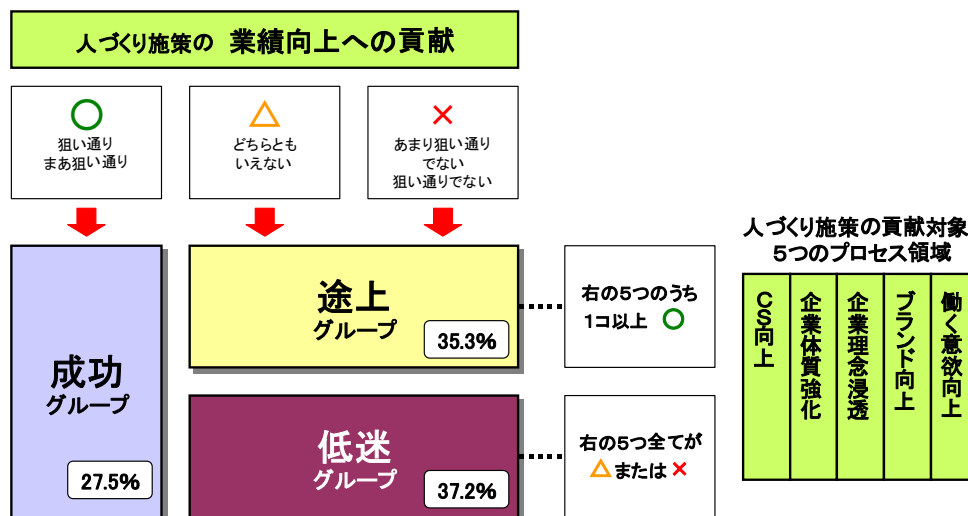 人づくり施策の 業績向上への貢献
○
狙い通り
まあ狙い通り
△
どちらとも
いえない
×
あまり狙い通り
でない
狙い通りでない
人づくり施策の貢献対象
5つのプロセス領域
CS向上
企業体質強化
企業理念浸透
ブランド向上
働く意欲向上
成功
グループ
27.5%
途上
グループ
35.3%
右の5つのうち
1コ以上 ○
低迷
グループ
37.2%
右の5つ全てが
△または×